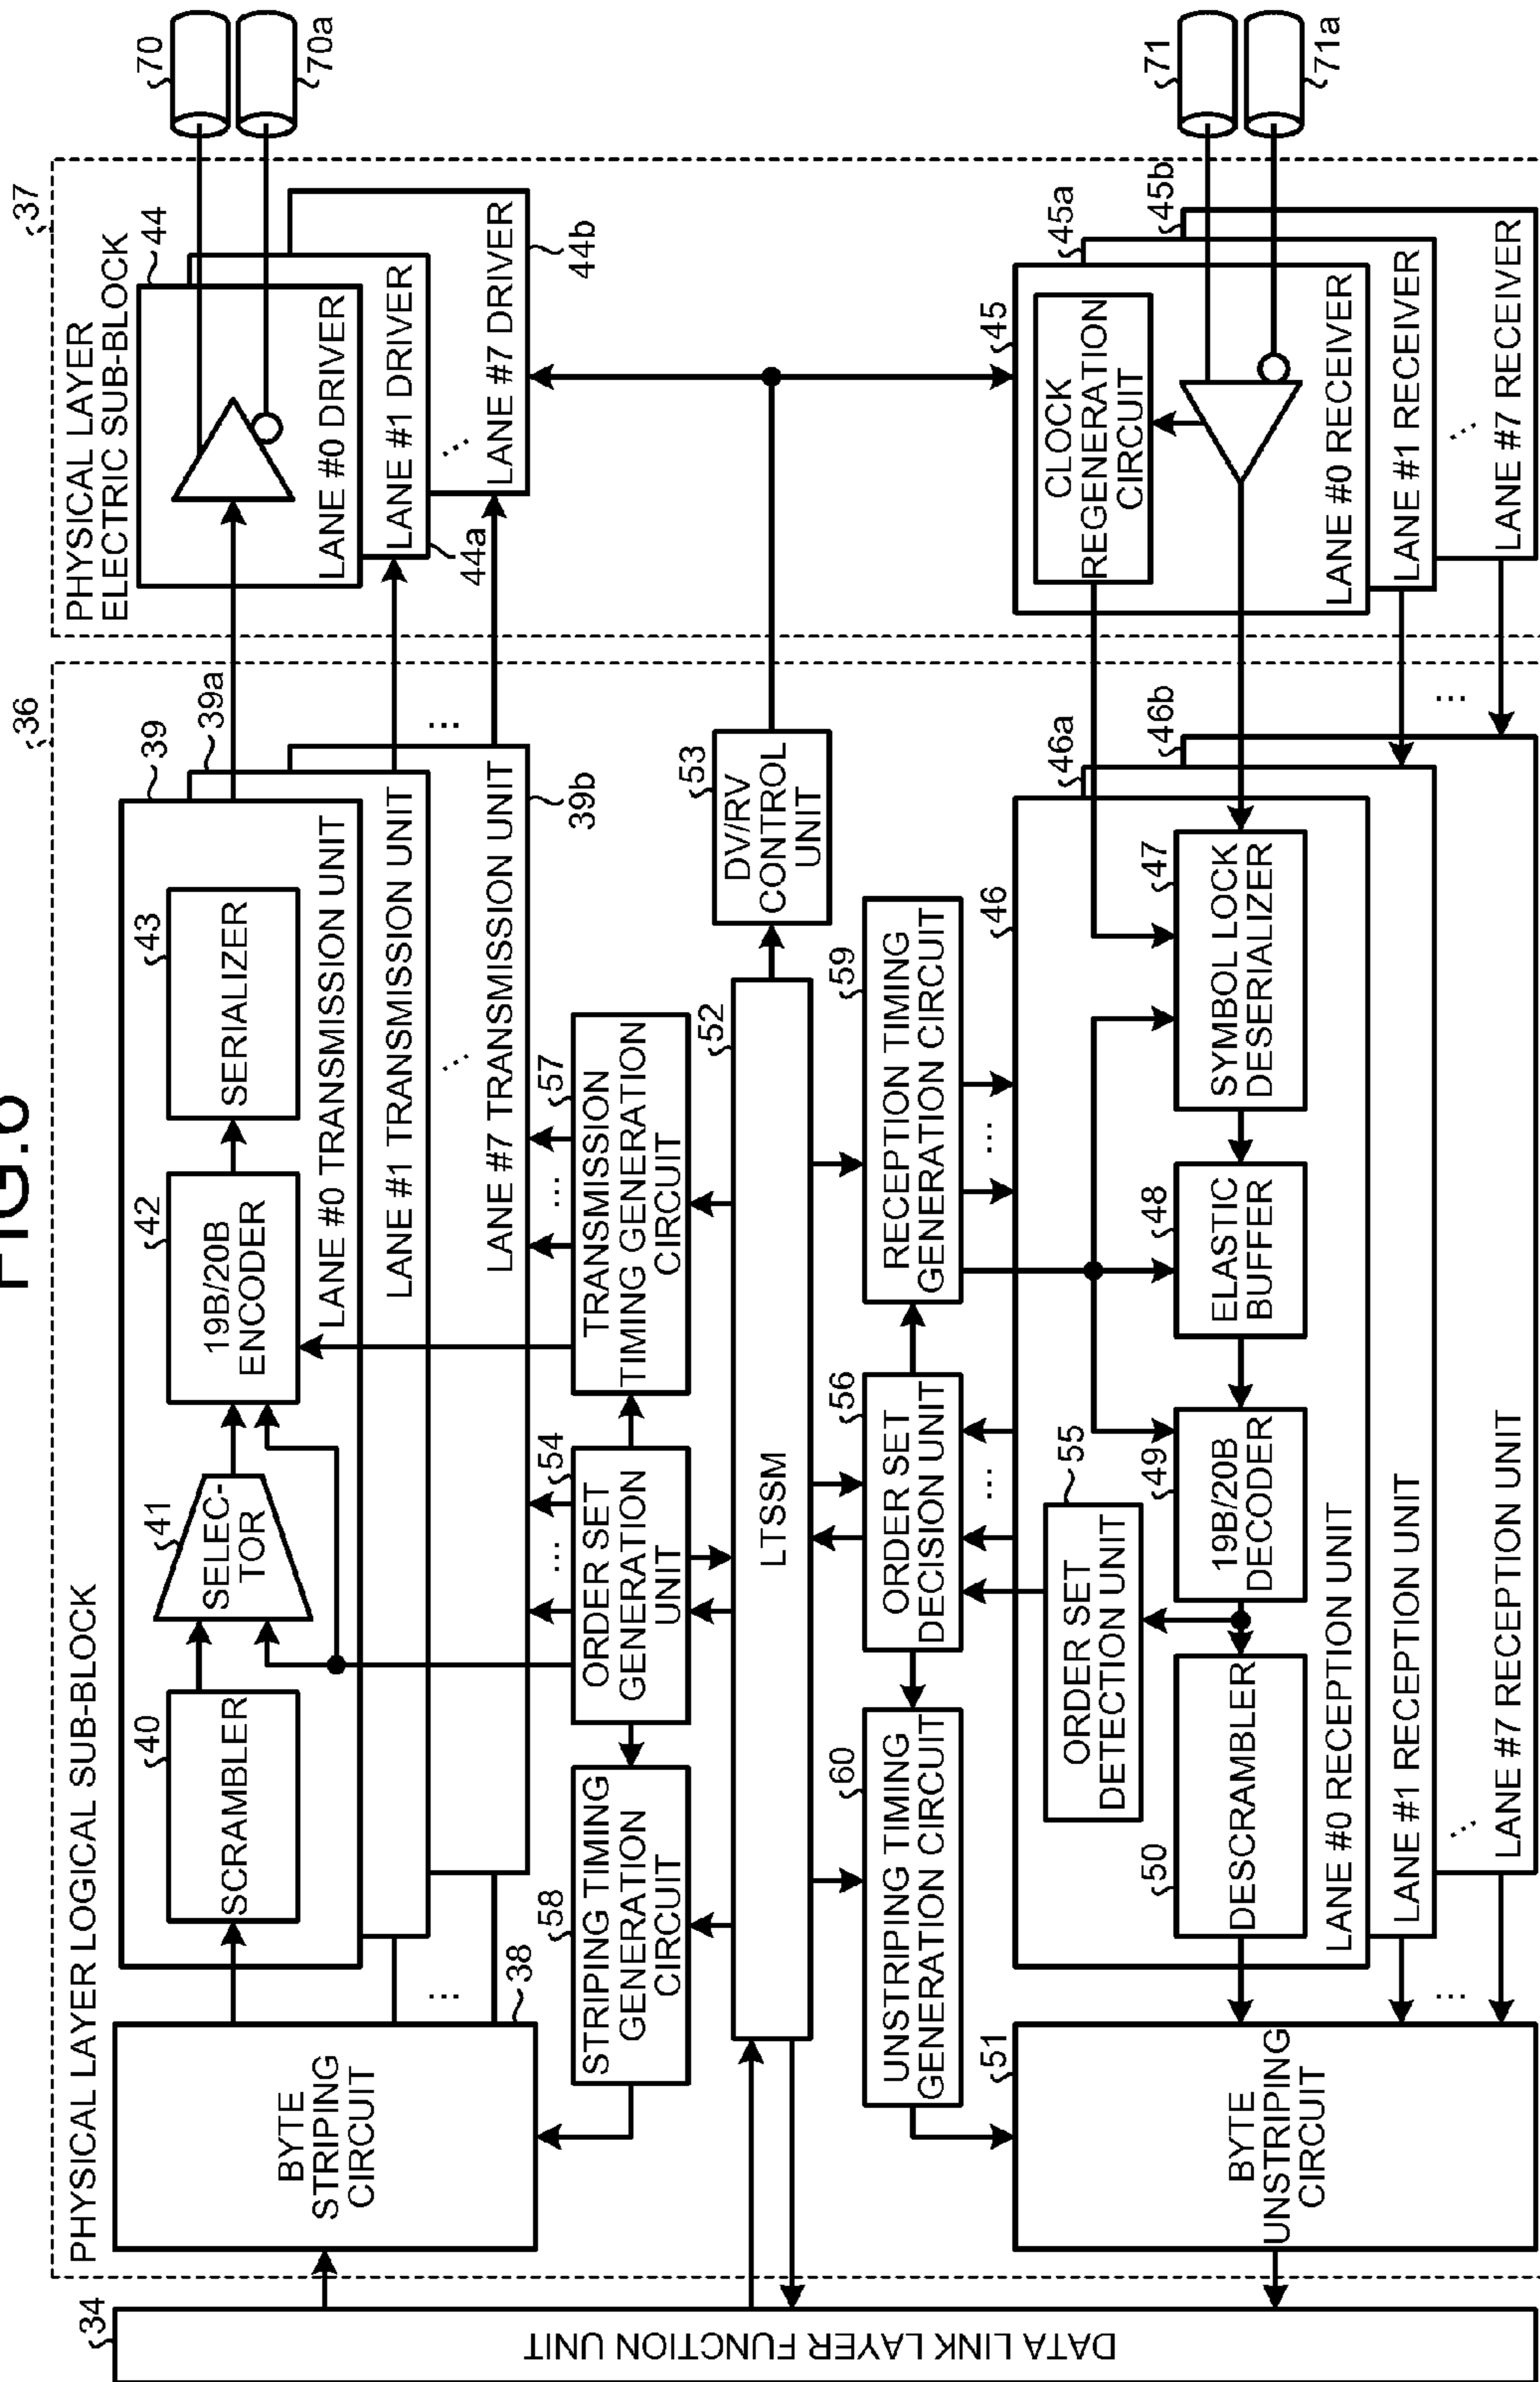 37
PHYSICAL LAYER
ELECTRIC SUB-BLOCK
44
70
70a
LANE #0 DRIVER
LANE #1 DRIVER
44a
...
LANE #7 DRIVER
44b
45
45a
45b
71
71a
CLOCK
REGENERATION
CIRCUIT
LANE #0 RECEIVER
LANE #1 RECEIVER
...
LANE #7 RECEIVER
36
PHYSICAL LAYER LOGICAL SUB-BLOCK
39
39a
39b
40
SCRAMBLER
41
SELEC-
TOR
42
19B/20B
ENCODER
43
SERIALIZER
LANE #0 TRANSMISSION UNIT
LANE #1 TRANSMISSION UNIT
...
LANE #7 TRANSMISSION UNIT
...
38
BYTE
STRIPING
CIRCUIT
...
58
STRIPING TIMING
GENERATION
CIRCUIT
54
ORDER SET
GENERATION
UNIT
...
57
TRANSMISSION
TIMING GENERATION
CIRCUIT
...
52
LTSSM
53
DV/RV
CONTROL
UNIT
60
UNSTRIPING TIMING
GENERATION CIRCUIT
56
ORDER SET
DECISION UNIT
...
59
RECEPTION TIMING
GENERATION CIRCUIT
...
46
46a
46b
55
ORDER SET
DETECTION UNIT
50
DESCRAMBLER
49
19B/20B
DECODER
48
ELASTIC
BUFFER
47
SYMBOL LOCK
DESERIALIZER
LANE #0 RECEPTION UNIT
LANE #1 RECEPTION UNIT
...
LANE #7 RECEPTION UNIT
...
51
BYTE
UNSTRIPING
CIRCUIT
...
34
DATA LINK LAYER FUNCTION UNIT